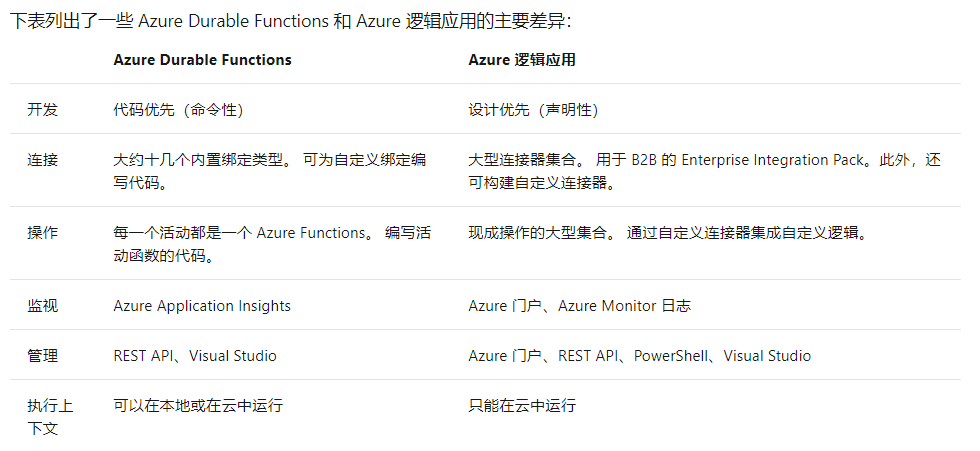 下表列出了一些 Azure Durable Functions 和 Azure 逻辑应用的主要差异：
Azure Durable Functions Azure 逻辑应用
开发 代码优先（命令性） 设计优先（声明性）
连接 大约十几个内置绑定类型。 可为自定义绑定编 大型连接器集合。 用于 B2B 的 Enterprise Integration Pack。此外，还
写代码。 可构建自定义连接器。
操作 每一个活动都是一个 Azure Functions。 编写活 现成操作的大型集合。 通过自定义连接器集成自定义逻辑。
动函数的代码。
监视 Azure Application Insights Azure 门户、Azure Monitor 日志
管理 REST API、Visual Studio Azure 门户、REST API、PowerShell、Visual Studio
执行上 可以在本地或在云中运行 只能在云中运行
下文